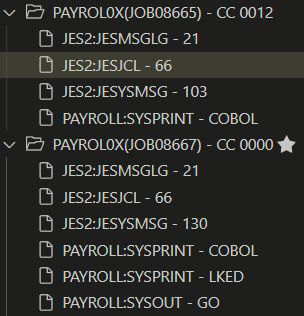 PAYROL0X(JOB08665) - CC 0012
JES2:JESMSGLG - 21
JES2:JESJCL - 66
JES2:JESYSMSG - 103
PAYROLL:SYSPRINT - COBOL
PAYROL0X(JOB08667) - CC 0000
JES2:JESMSGLG - 21
JES2:JESJCL - 66
JES2:JESYSMSG - 130
PAYROLL:SYSPRINT - COBOL
PAYROLL:SYSPRINT - LKED
PAYROLL:SYSOUT - GO